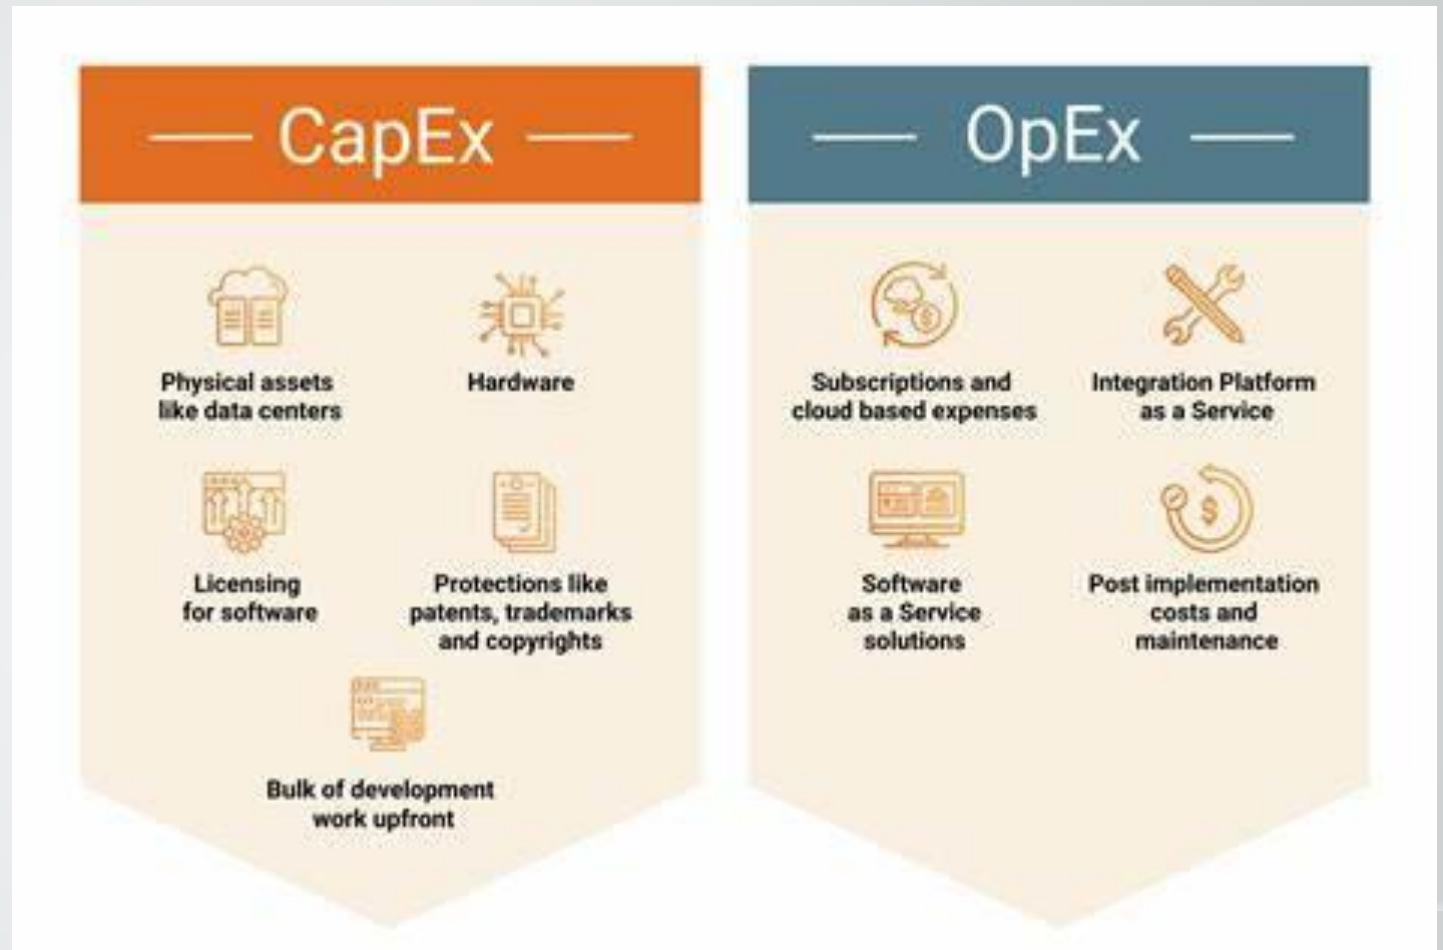 CapEx
Physical assets
like data centers
Hardware
Licensing
for software
Protections like
patents, trademarks
and copyrights
Bulk of development
work upfront
OpEx
Subscriptions and
cloud based expenses
Integration Platform
as a Service
Software
as a Service
solutions
Post implementation
costs and
maintenance